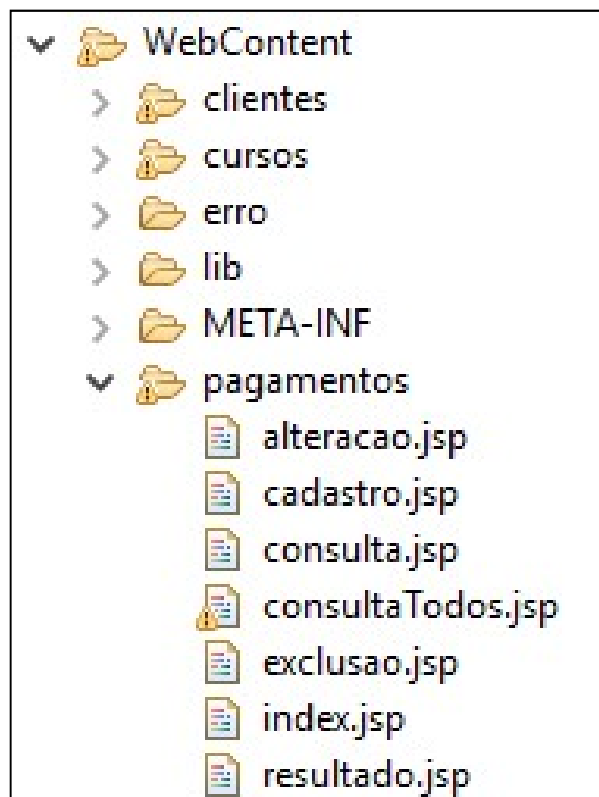 WebContent
clientes
cursos
erro
lib
META-INF
pagamentos
alteracao.jsp
cadastro.jsp
consulta.jsp
consultaTodos.jsp
exclusao.jsp
index.jsp
resultado.jsp